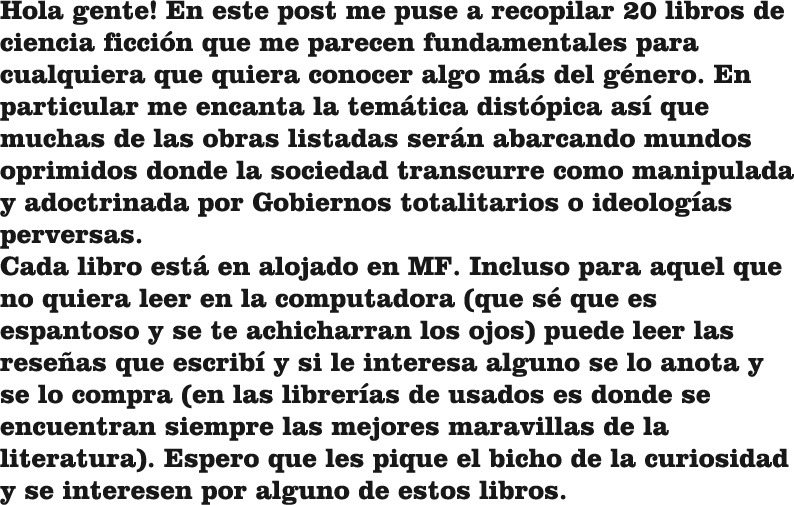 Hola gente! En este post me puse a recopilar 20 libros de
ciencia ficción que me parecen fundamentales para
cualquiera que quiera conocer algo más del género. En
particular me encanta la temática distópica así que
muchas de las obras listadas serán abarcando mundos
oprimidos donde la sociedad transcurre como manipulada
y adoctrinada por Gobiernos totalitarios o ideologías
perversas.
Cada libro está en alojado en MF. Incluso para aquel que
no quiera leer en la computadora (que sé que es
espantoso y se te achicharran los ojos) puede leer las
reseñas que escribí y si le interesa alguno se lo anota y
se lo compra (en las librerías de usados es donde se
encuentran siempre las mejores maravillas de la
literatura). Espero que les pique el bicho de la curiosidad
y se interesen por alguno de estos libros.